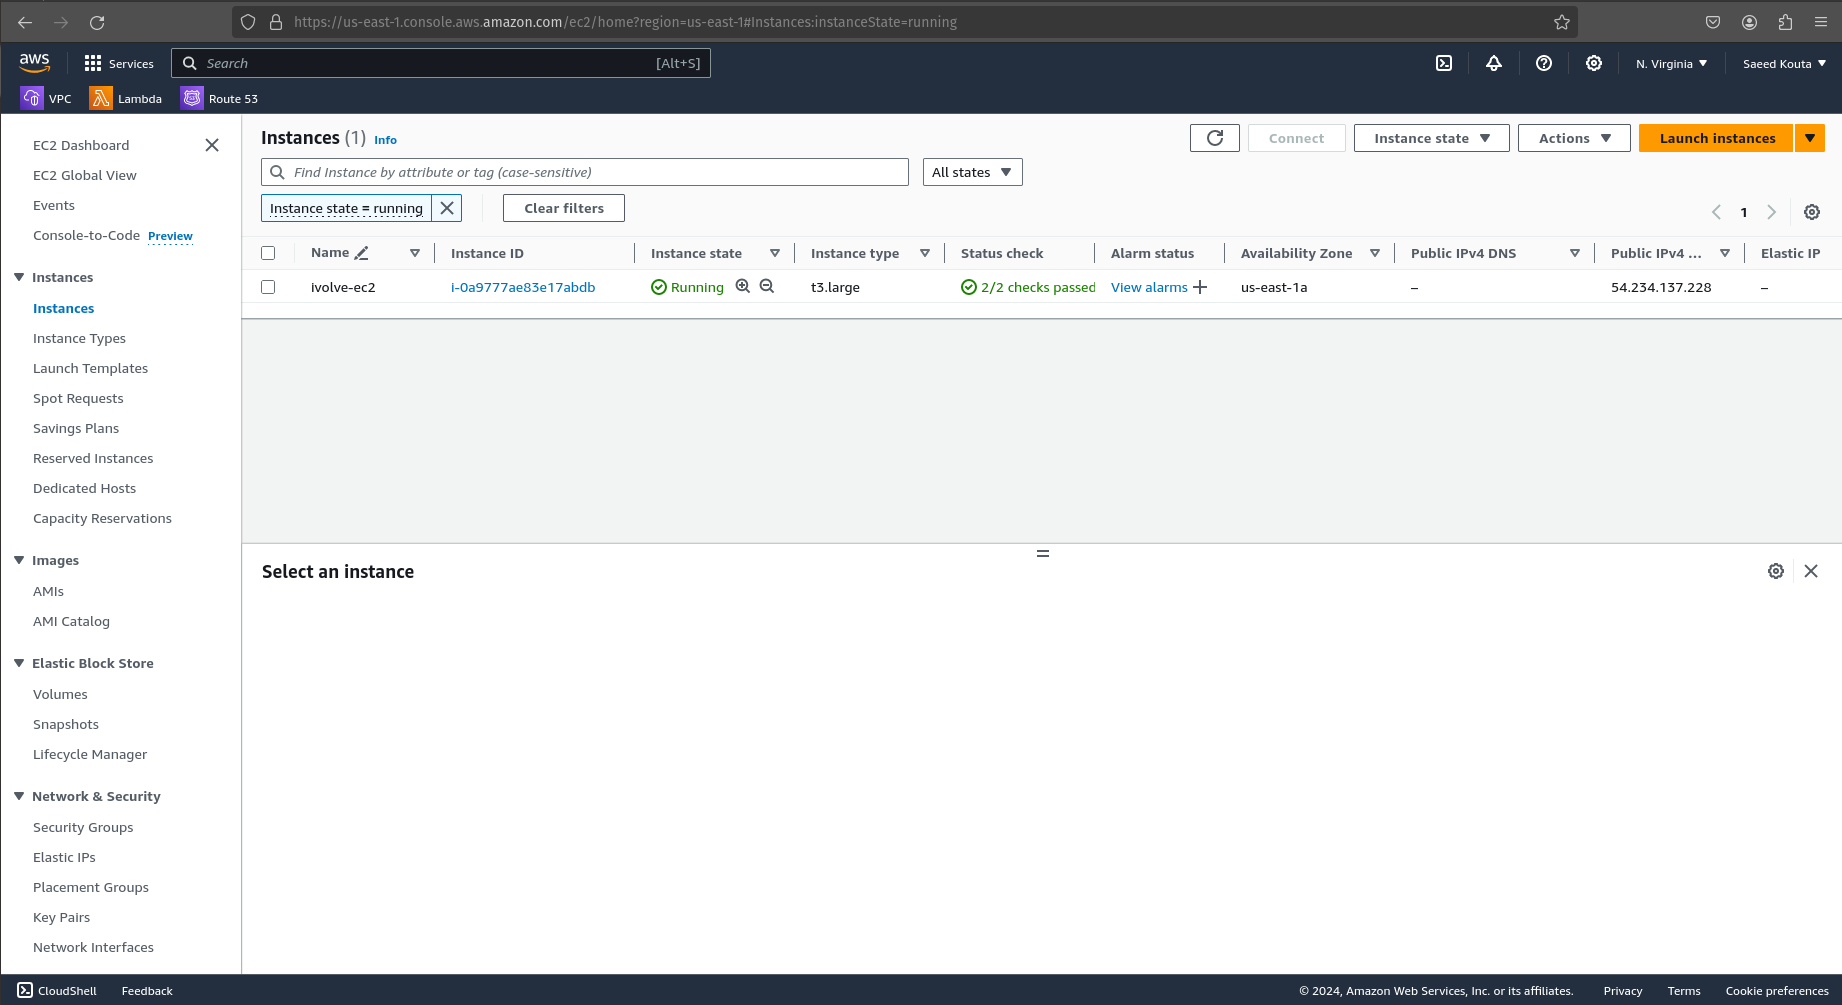 https://us-east-1.console.aws.amazon.com/ec2/home?region=us-east-1#Instances:instanceState=running
aws Services Search [Alt+S] N. Virginia Saeed Kouta
VPC Lambda Route 53
EC2 Dashboard
EC2 Global View
Events
Console-to-Code Preview
Instances
Instances
Instance Types
Launch Templates
Spot Requests
Savings Plans
Reserved Instances
Dedicated Hosts
Capacity Reservations
Images
AMIs
AMI Catalog
Elastic Block Store
Volumes
Snapshots
Lifecycle Manager
Network & Security
Security Groups
Elastic IPs
Placement Groups
Key Pairs
Network Interfaces
Instances (1) Info Connect Instance state Actions Launch instances
Find Instance by attribute or tag (case-sensitive) All states
Instance state = running Clear filters 1
Name Instance ID Instance state Instance type Status check Alarm status Availability Zone Public IPv4 DNS Public IPv4 ... Elastic IP
ivolve-ec2 i-0a9777ae83e17abdb Running t3.large 2/2 checks passed View alarms + us-east-1a – 54.234.137.228 –
Select an instance
CloudShell Feedback © 2024, Amazon Web Services, Inc. or its affiliates. Privacy Terms Cookie preferences